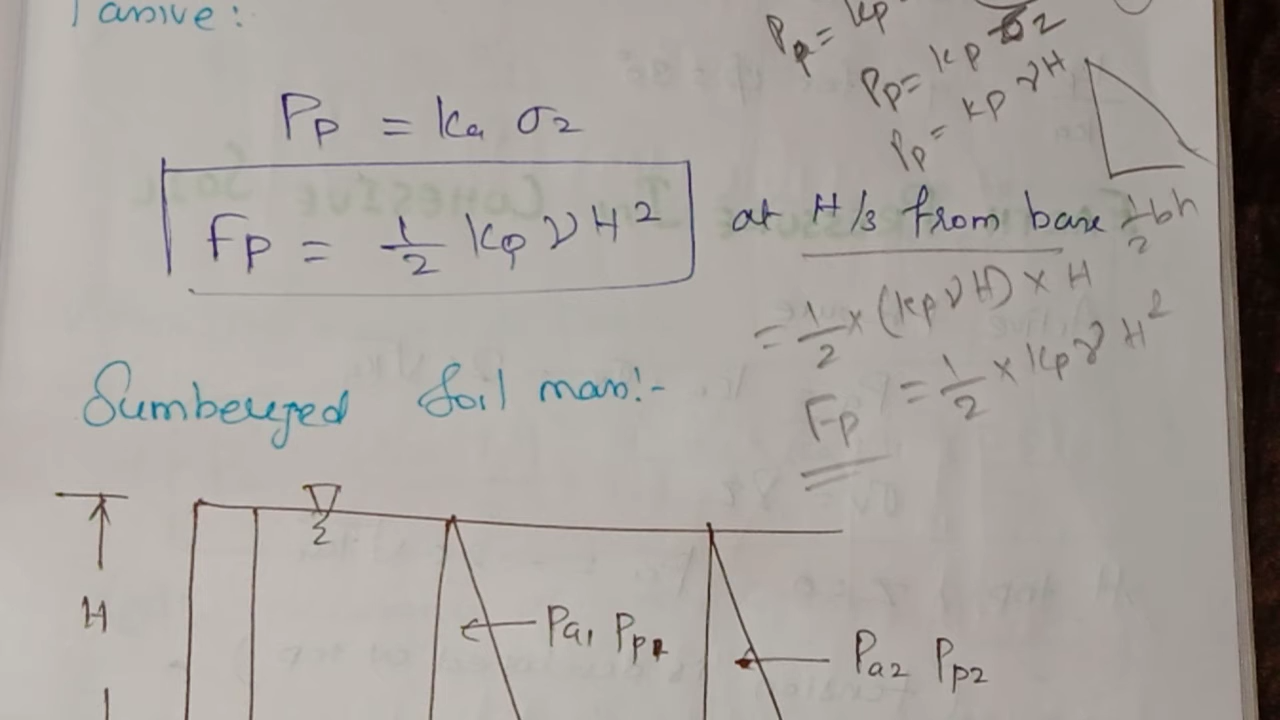 Passive:
Pp = kp
Pp = kp σz
Pp = kp γH
Pp = ka σz
Fp = 1/2 kp γ H²
at H/3 from base
1/2 bh
= 1/2 × (kp γ H) × H
Fp = 1/2 × kp γ H²
Sumberged Soil mass:-
H
Pa1 Pp1
Pa2 Pp2